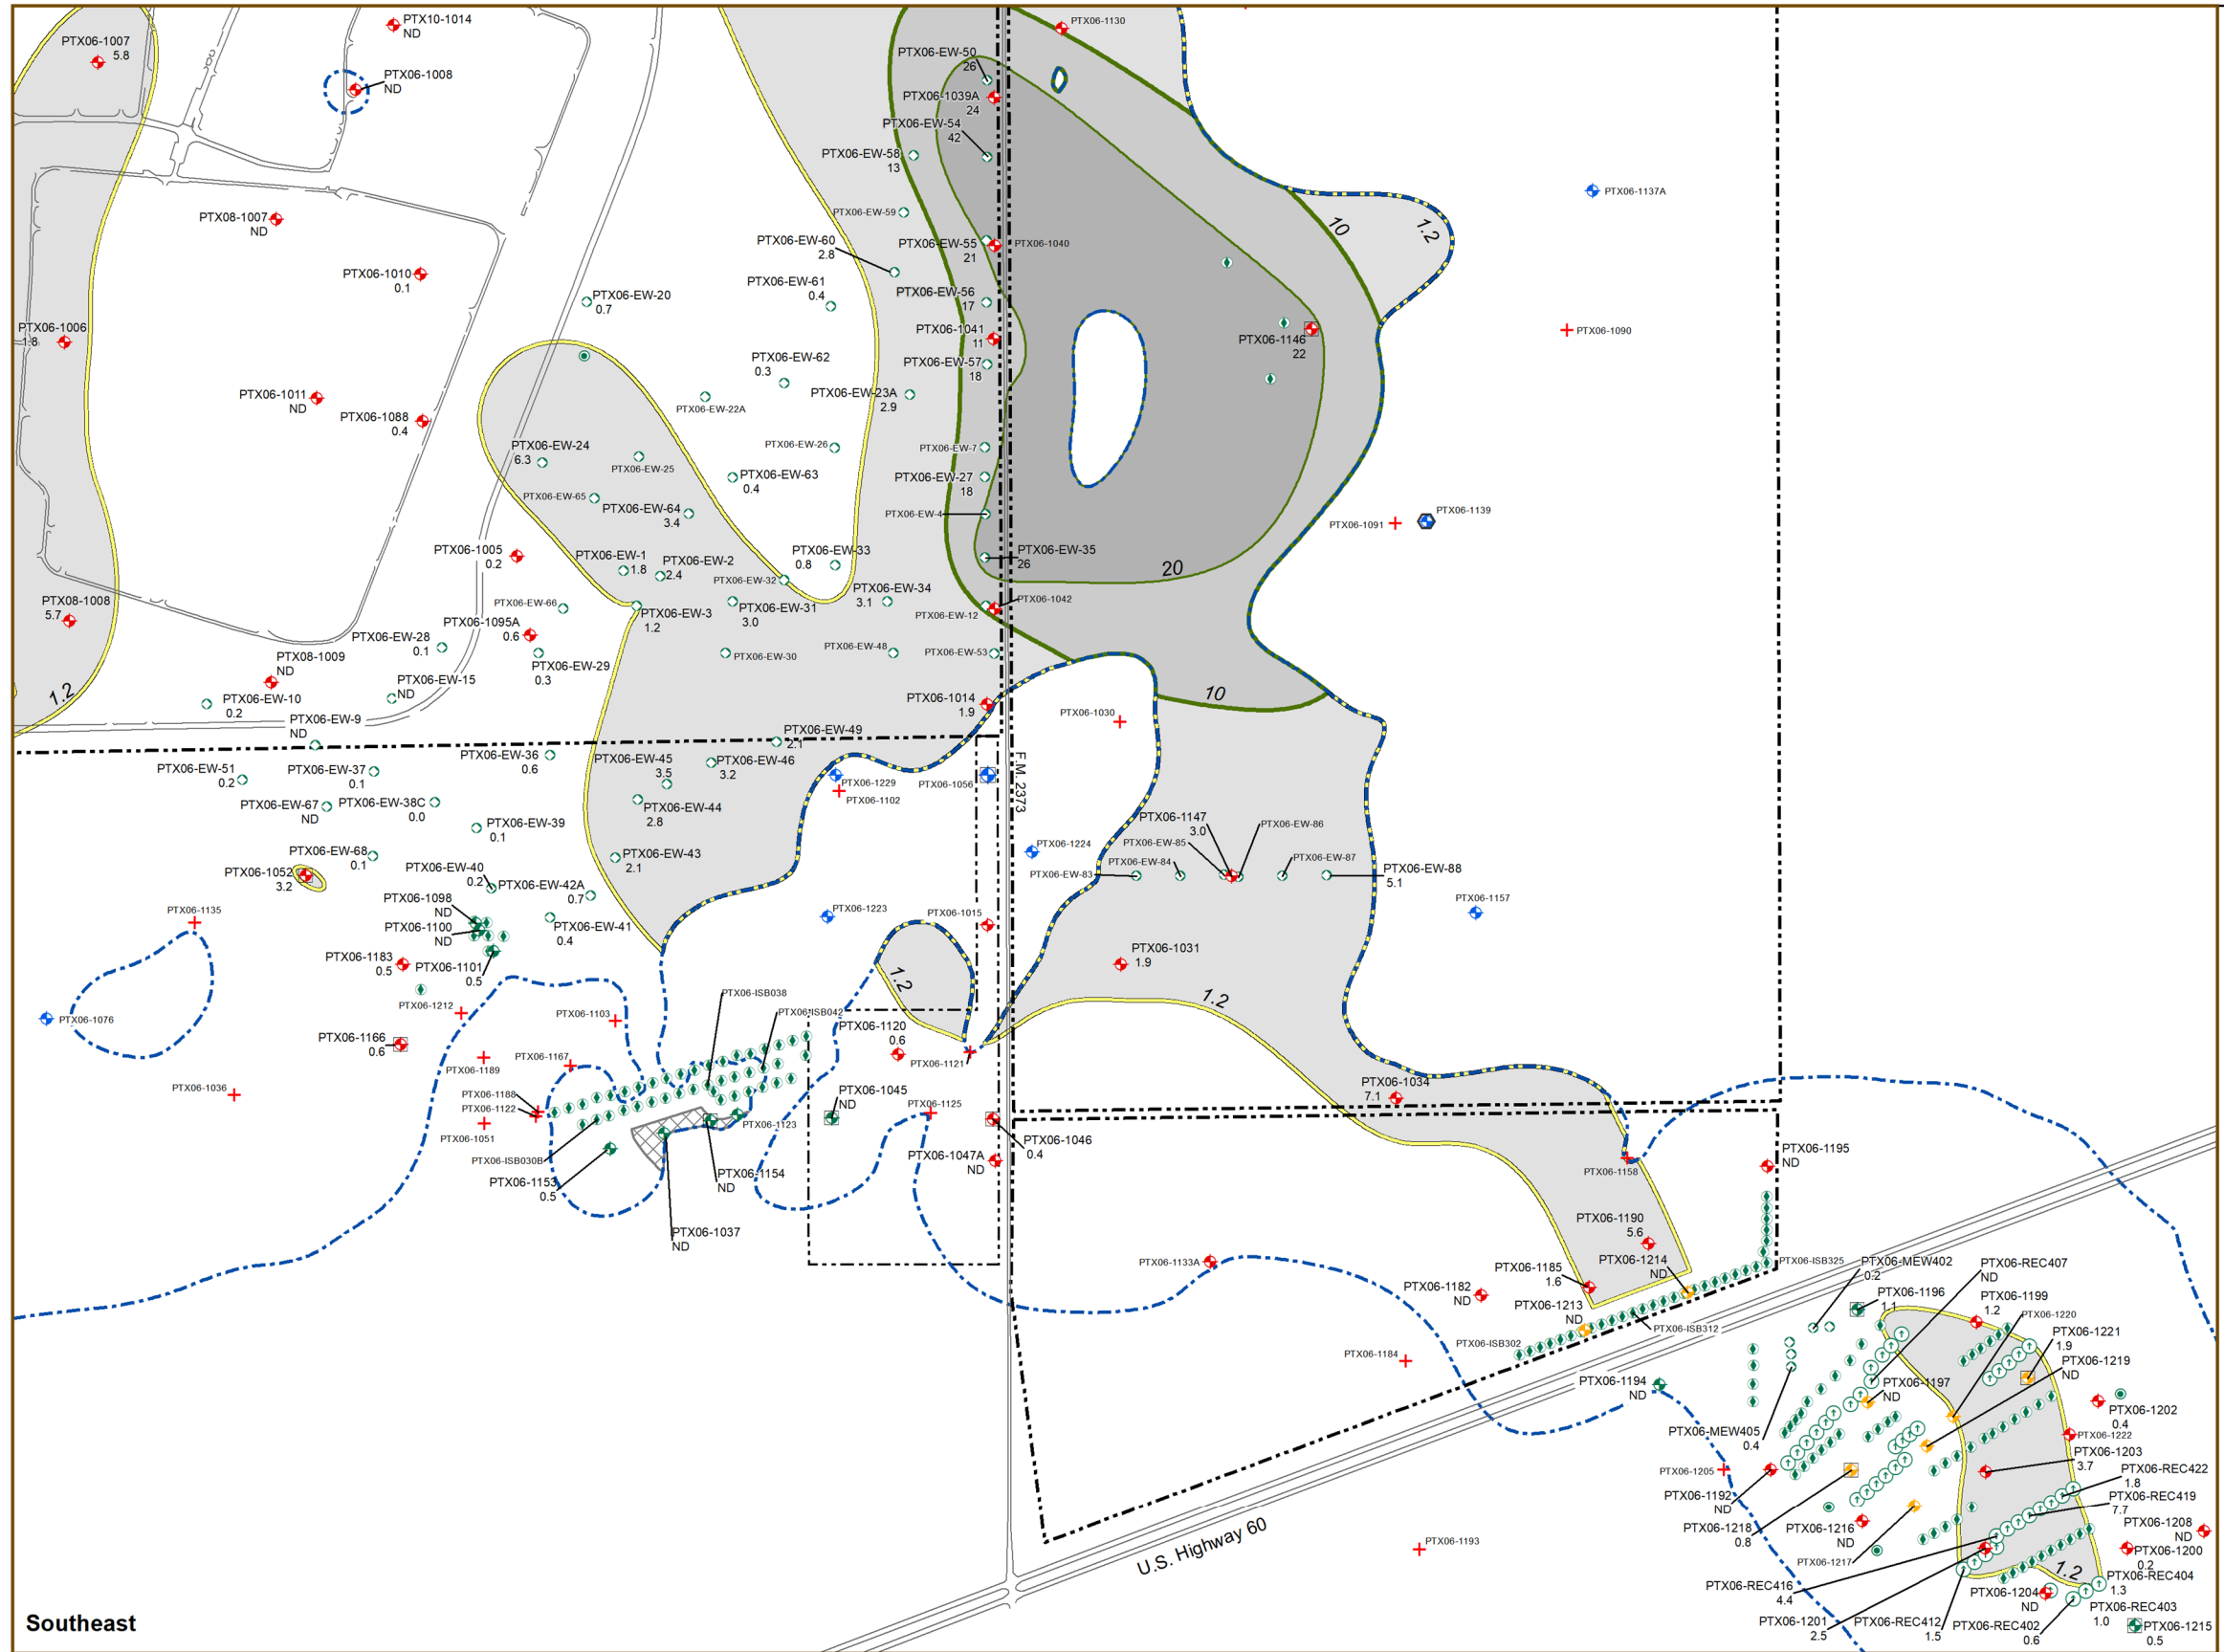 PTX10-1014
ND
PTX06-1007
5.8
PTX06-1008
ND
PTX06-1130
PTX06-EW-50
26
PTX06-1039A
24
PTX06-EW-54
42
PTX06-EW-58
13
PTX06-1137A
PTX08-1007
ND
PTX06-EW-59
10
1.2
PTX06-EW-60
2.8
PTX06-EW-55
21
PTX06-1040
PTX06-1010
0.1
PTX06-EW-61
0.4
PTX06-EW-20
0.7
PTX06-EW-56
17
PTX06-1006
1.8
PTX06-1041
11
PTX06-1146
22
PTX06-1090
PTX06-EW-62
0.3
PTX06-EW-57
18
PTX06-1011
ND
PTX06-1088
0.4
PTX06-EW-22A
PTX06-EW-23A
2.9
PTX06-EW-24
6.3
PTX06-EW-25
PTX06-EW-26
PTX06-EW-7
PTX06-EW-63
0.4
PTX06-EW-27
18
PTX06-EW-65
PTX06-EW-64
3.4
PTX06-EW-4
PTX06-1091
PTX06-1139
PTX06-1005
0.2
PTX06-EW-1
1.8
PTX06-EW-2
2.4
PTX06-EW-33
0.8
PTX06-EW-35
26
20
PTX06-EW-32
PTX06-EW-34
3.1
PTX08-1008
5.7
PTX06-EW-66
PTX06-EW-3
1.2
PTX06-EW-31
3.0
PTX06-EW-12
PTX06-1042
PTX06-1095A
0.6
PTX06-EW-28
0.1
PTX06-EW-29
0.3
PTX06-EW-30
PTX06-EW-48
PTX06-EW-53
PTX08-1009
ND
1.2
PTX06-EW-10
0.2
PTX06-EW-15
ND
PTX06-1014
1.9
10
PTX06-1030
PTX06-EW-9
ND
PTX06-EW-49
2.1
PTX06-EW-36
0.6
PTX06-EW-45
3.5
PTX06-EW-46
3.2
PTX06-EW-51
0.2
PTX06-EW-37
0.1
PTX06-1229
PTX06-1102
PTX06-1056
F.M. 2373
PTX06-EW-67
ND
PTX06-EW-38C
0.0
PTX06-EW-44
2.8
PTX06-EW-39
0.1
PTX06-1147
3.0
PTX06-EW-86
PTX06-EW-85
PTX06-1224
PTX06-EW-68
0.1
PTX06-EW-43
2.1
PTX06-EW-84
PTX06-EW-87
PTX06-EW-83
PTX06-EW-88
5.1
PTX06-1052
3.2
PTX06-EW-40
0.2
PTX06-EW-42A
0.7
PTX06-1098
ND
PTX06-1135
PTX06-1223
PTX06-1015
PTX06-1157
PTX06-1100
ND
PTX06-EW-41
0.4
PTX06-1183
0.5
PTX06-1101
0.5
PTX06-1031
1.9
1.2
1.2
PTX06-ISB038
PTX06-1212
PTX06-1103
PTX06-ISB042
PTX06-1076
PTX06-1166
0.6
PTX06-1120
0.6
PTX06-1121
PTX06-1167
PTX06-1189
PTX06-1036
PTX06-1188
PTX06-1122
PTX06-1045
ND
PTX06-1034
7.1
PTX06-1125
PTX06-1051
PTX06-1123
PTX06-1046
0.4
PTX06-ISB030B
PTX06-1047A
ND
PTX06-1195
ND
PTX06-1158
PTX06-1153
0.5
PTX06-1154
ND
PTX06-1037
ND
PTX06-1190
5.6
PTX06-1133A
PTX06-1214
ND
PTX06-ISB325
PTX06-MEW402
0.2
PTX06-REC407
ND
PTX06-1185
1.6
PTX06-1182
ND
PTX06-1196
1.1
PTX06-1199
1.2
PTX06-1213
ND
PTX06-1220
PTX06-ISB312
PTX06-1221
1.9
PTX06-ISB302
PTX06-1184
PTX06-1219
ND
PTX06-1194
ND
PTX06-1197
ND
PTX06-1202
0.4
PTX06-MEW405
0.4
PTX06-1222
PTX06-1203
3.7
PTX06-1205
PTX06-REC422
1.8
PTX06-1192
ND
PTX06-REC419
7.7
PTX06-1218
0.8
PTX06-1216
ND
PTX06-1208
ND
PTX06-1193
U.S. Highway 60
PTX06-1217
PTX06-1200
0.2
1.2
PTX06-REC416
4.4
PTX06-REC404
1.3
PTX06-1204
ND
PTX06-REC403
1.0
PTX06-1201
2.5
PTX06-REC412
1.5
PTX06-REC402
0.6
PTX06-1215
0.5
Southeast